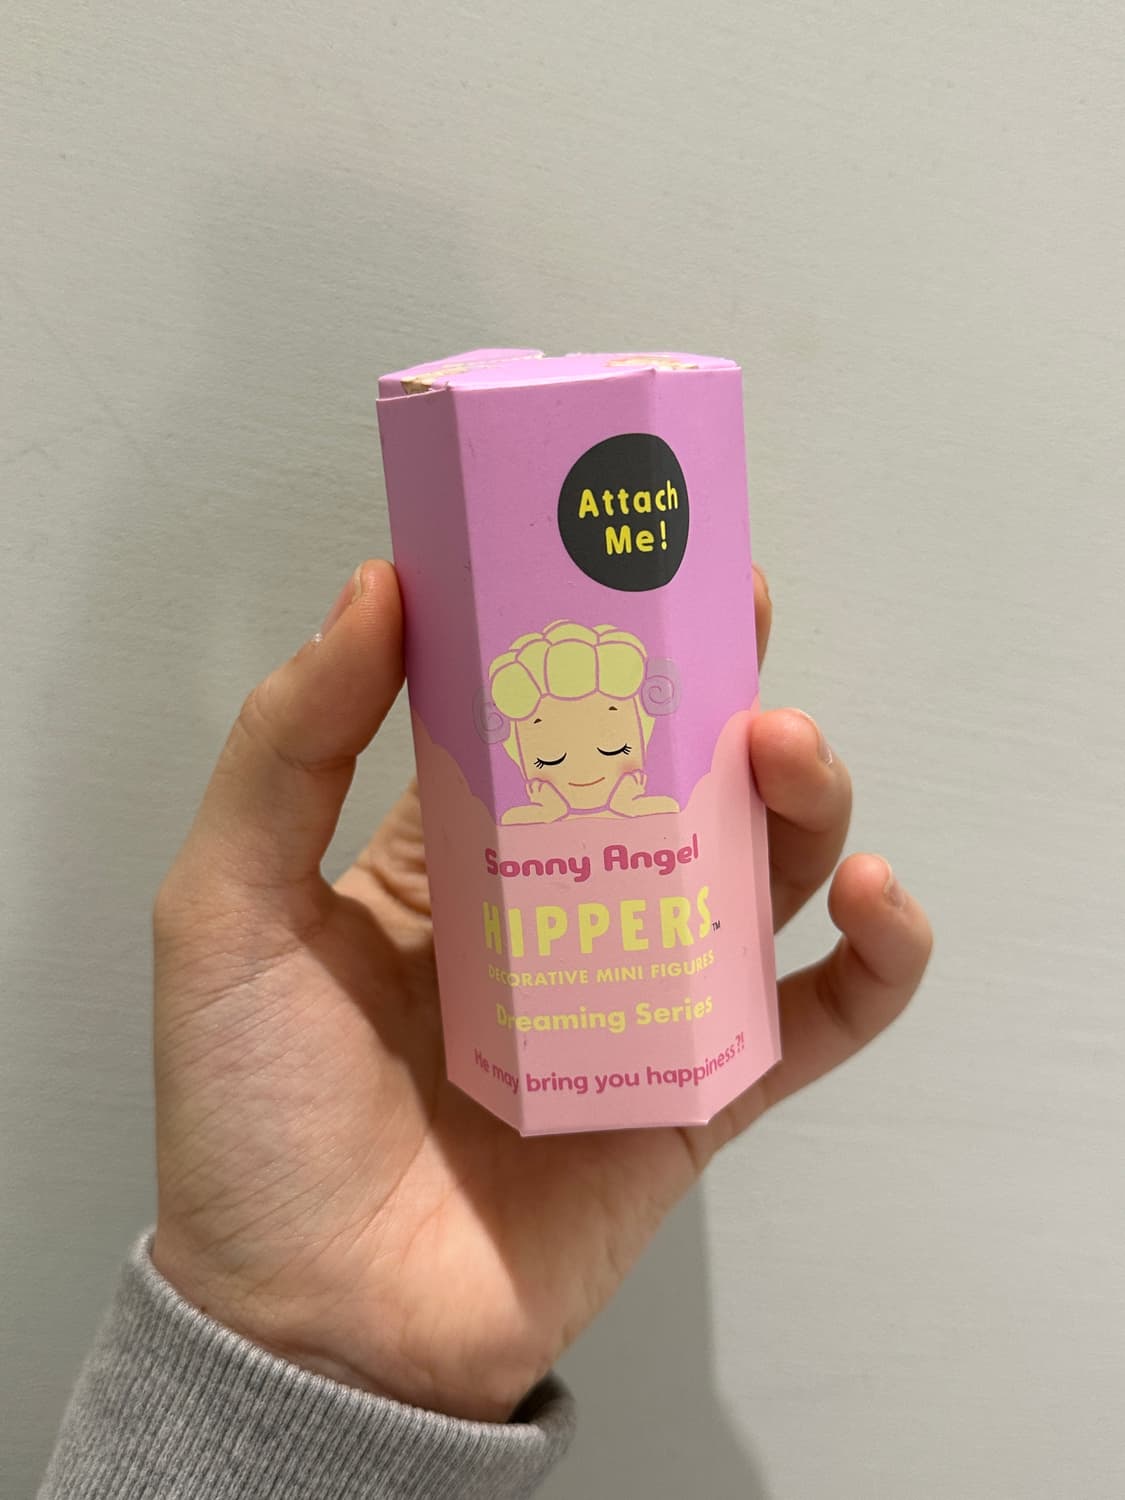 Attach
Me!
Sonny Angel
HIPPERS™
DECORATIVE MINI FIGURES
Dreaming Series
He may bring you happiness?!